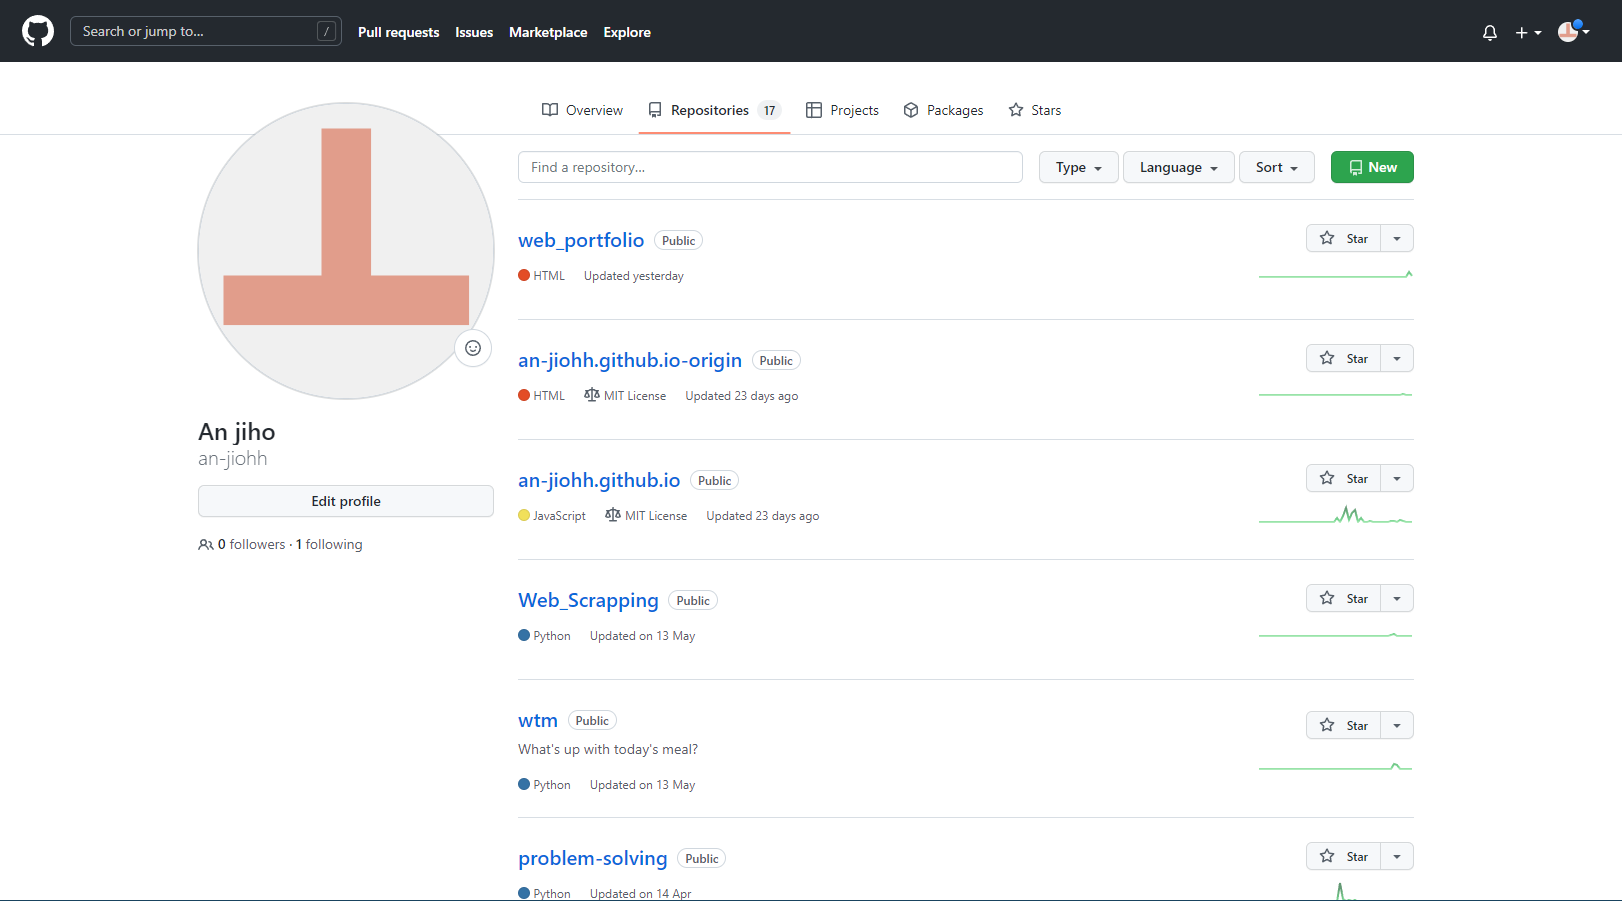 Search or jump to... / Pull requests Issues Marketplace Explore
Overview Repositories 17 Projects Packages Stars
Find a repository... Type Language Sort New
An jiho
an-jiohh
Edit profile
0 followers · 1 following
web_portfolio Public Star
HTML Updated yesterday
an-jiohh.github.io-origin Public Star
HTML MIT License Updated 23 days ago
an-jiohh.github.io Public Star
JavaScript MIT License Updated 23 days ago
Web_Scrapping Public Star
Python Updated on 13 May
wtm Public Star
What's up with today's meal?
Python Updated on 13 May
problem-solving Public Star
Python Updated on 14 Apr